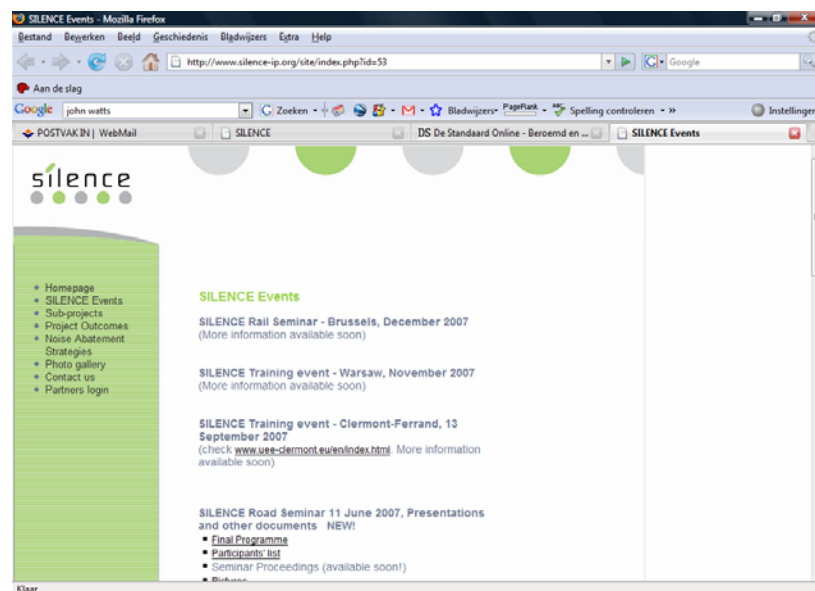 SILENCE Events - Mozilla Firefox
Bestand Bewerken Beeld Geschiedenis Bladwijzers Extra Help
http://www.silence-ip.org/site/index.php?id=53
Google
Aan de slag
Google john watts Zoeken Bladwijzers PageRank Spelling controleren » Instellingen
POSTVAK IN | WebMail SILENCE DS De Standaard Online - Beroemd en ... SILENCE Events
silence
Homepage
SILENCE Events
Sub-projects
Project Outcomes
Noise Abatement
Strategies
Photo gallery
Contact us
Partners login
SILENCE Events
SILENCE Rail Seminar - Brussels, December 2007
(More information available soon)
SILENCE Training event - Warsaw, November 2007
(More information available soon)
SILENCE Training event - Clermont-Ferrand, 13
September 2007
(check www.uee-clermont.eu/en/index.html. More information
available soon)
SILENCE Road Seminar 11 June 2007, Presentations
and other documents NEW!
Final Programme
Participants' list
Seminar Proceedings (available soon!)
Pictures
Klaar